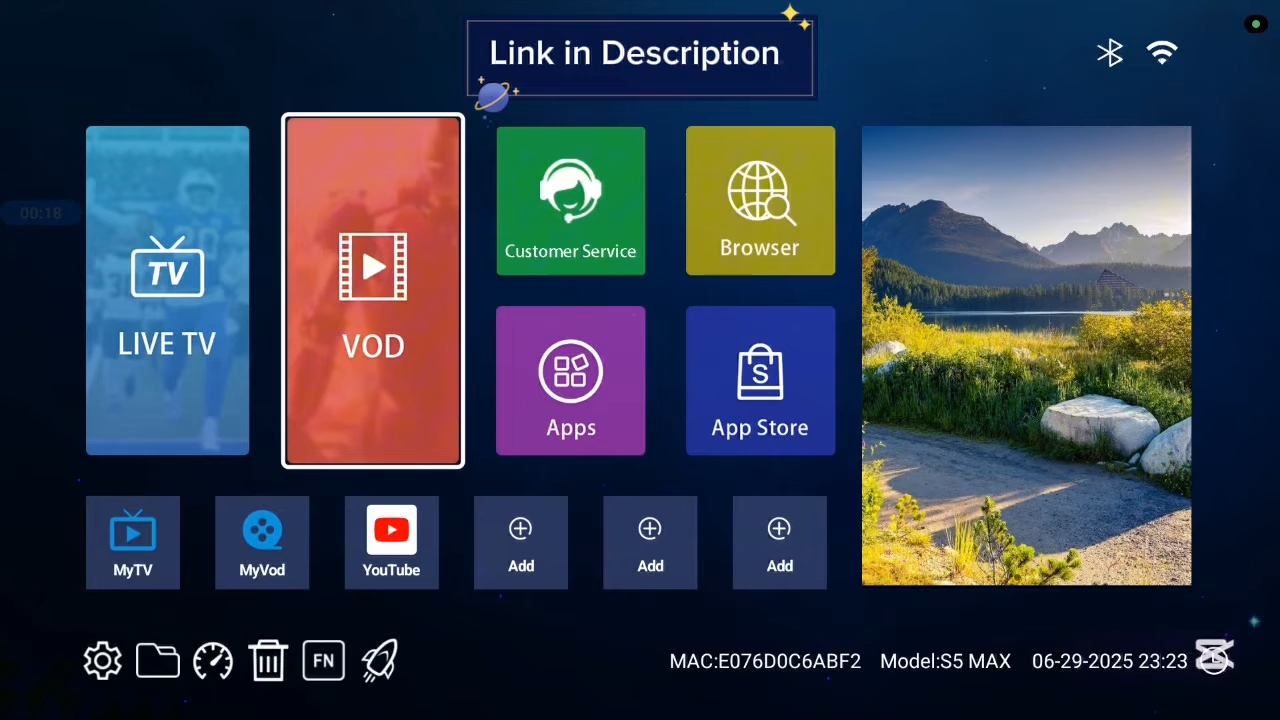 Link in Description
00:18
TV
LIVE TV
VOD
Customer Service
Browser
Apps
S
App Store
MyTV
MyVod
YouTube
Add
Add
Add
FN
MAC:E076D0C6ABF2 Model:S5 MAX 06-29-2025 23:23